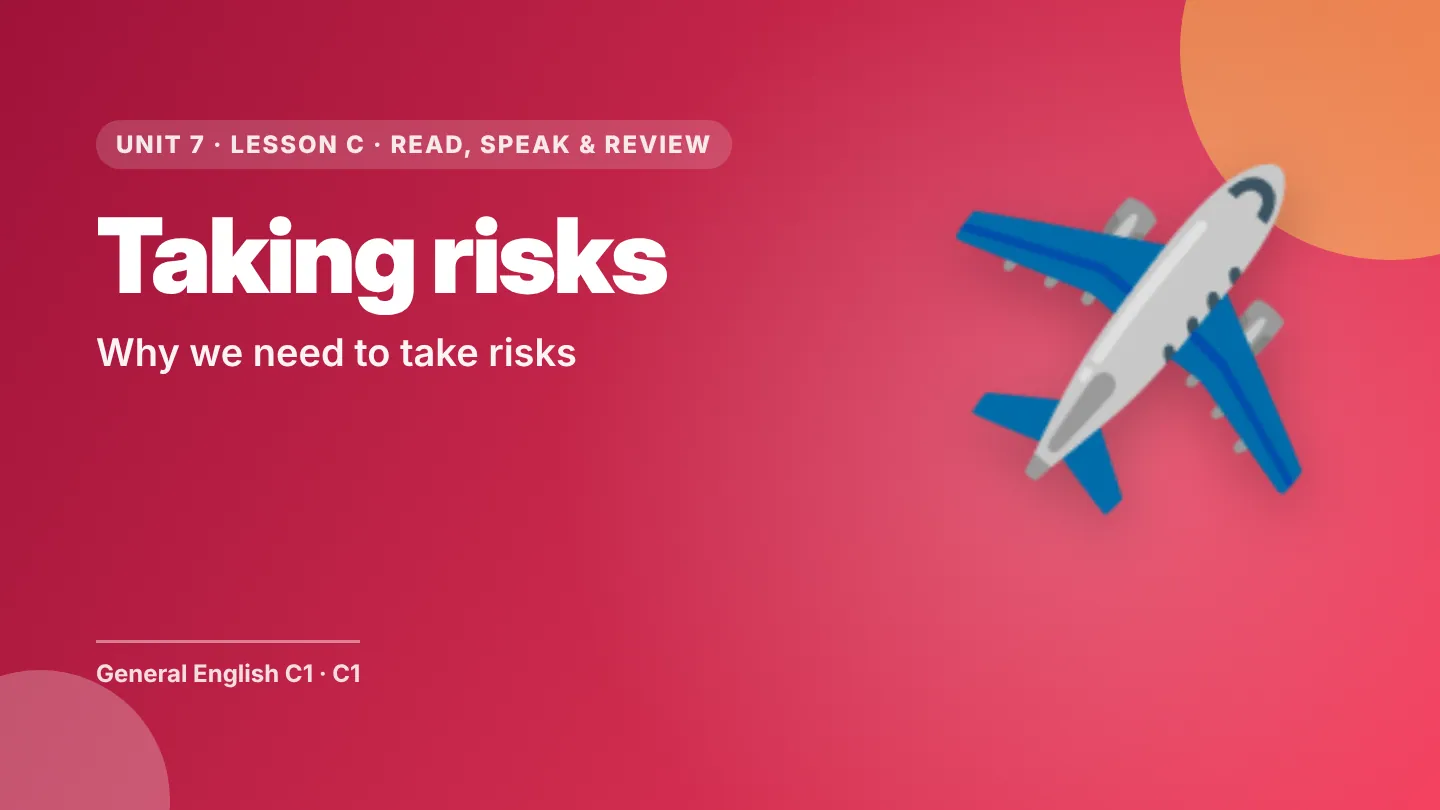 UNIT 7 · LESSON C · READ, SPEAK & REVIEW
Taking risks
Why we need to take risks
General English C1 · C1